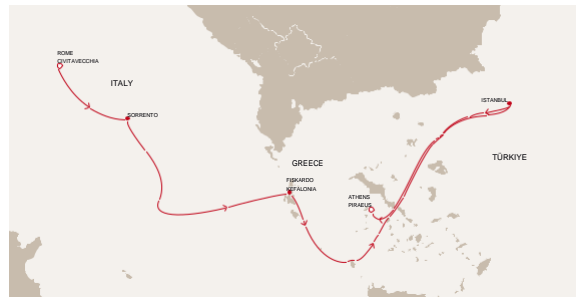 ROME
CIVITAVECCHIA
ITALY
SORRENTO
ISTANBUL
TÜRKIYE
GREECE
FISKARDO
KEFALONIA
ATHENS
PIRAEUS